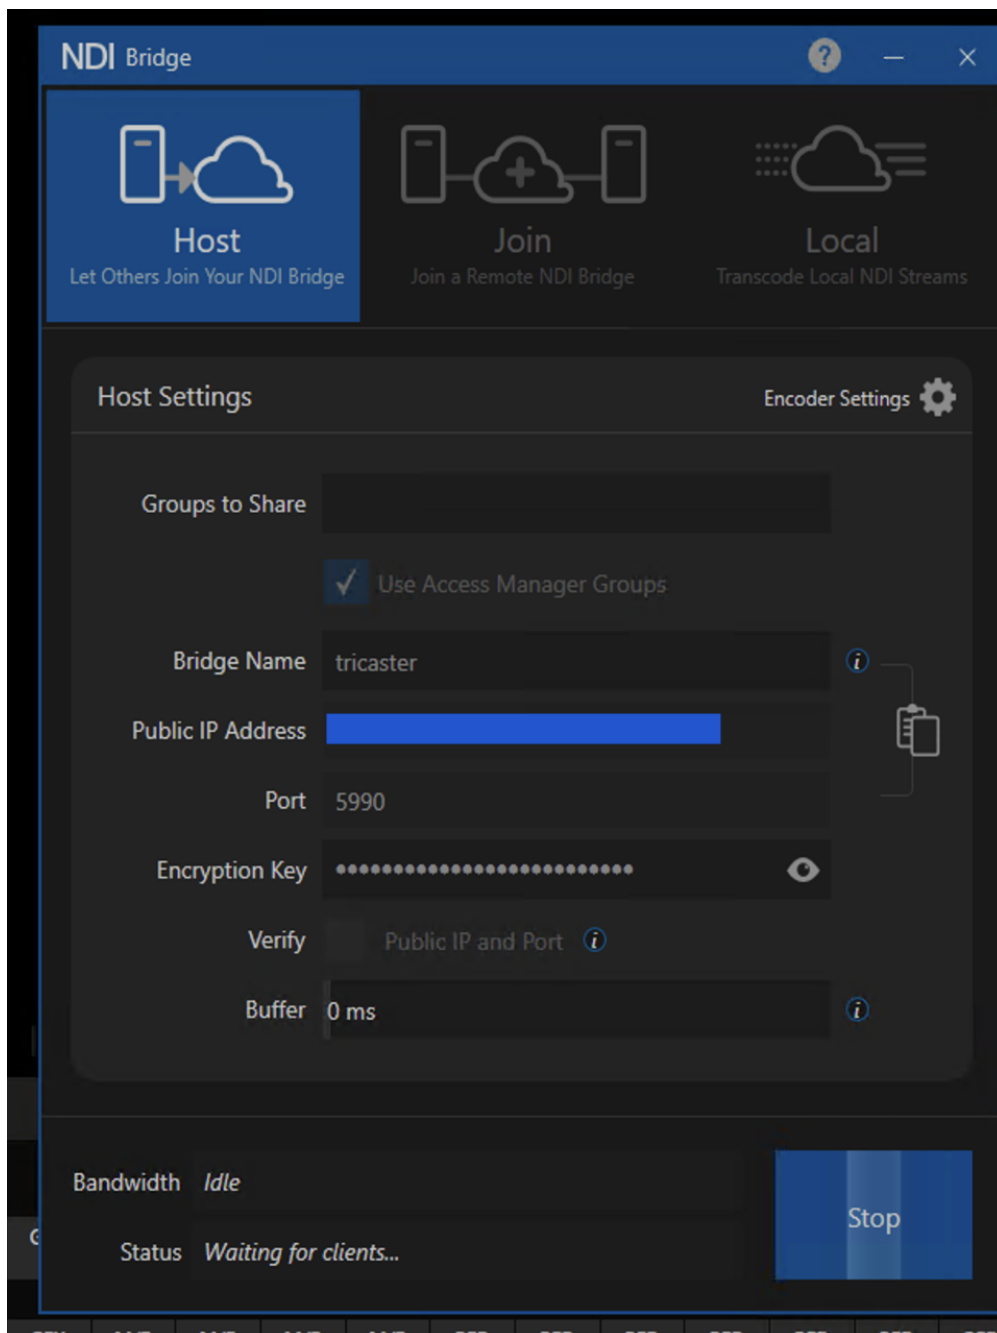 NDI Bridge ?
Host
Let Others Join Your NDI Bridge
Join
Join a Remote NDI Bridge
Local
Transcode Local NDI Streams
Host Settings
Encoder Settings
Groups to Share
Use Access Manager Groups
Bridge Name tricaster i
Public IP Address
Port 5990
Encryption Key ••••••••••••••••••••••••••
Verify Public IP and Port i
Buffer 0 ms i
Bandwidth Idle
Status Waiting for clients...
Stop